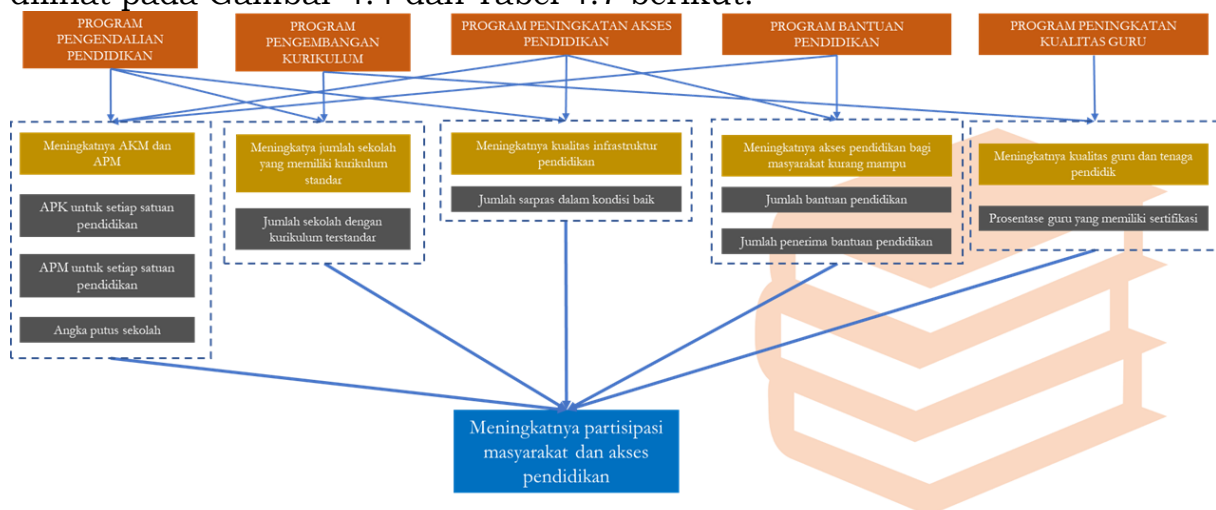 dilihat pada Gambar 4.4 dan Tabel 4.7 berikut:
PROGRAM
PENGENDALIAN
PENDIDIKAN
PROGRAM
PENGEMBANGAN
KURIKULUM
PROGRAM PENINGKATAN AKSES
PENDIDIKAN
PROGRAM BANTUAN
PENDIDIKAN
PROGRAM PENINGKATAN
KUALITAS GURU
Meningkatnya AKM dan
APM
APK untuk setiap satuan
pendidikan
APM untuk setiap satuan
pendidikan
Angka putus sekolah
Meningkatya jumlah sekolah
yang memiliki kurikulum
standar
Jumlah sekolah dengan
kurikulum terstandar
Meningkatnya kualitas infrastruktur
pendidikan
Jumlah sarpras dalam kondisi baik
Meningkatnya akses pendidikan bagi
masyarakat kurang mampu
Jumlah bantuan pendidikan
Jumlah penerima bantuan pendidikan
Meningkatnya kualitas guru dan tenaga
pendidik
Prosentase guru yang memiliki sertifikasi
Meningkatnya partisipasi
masyarakat dan akses
pendidikan